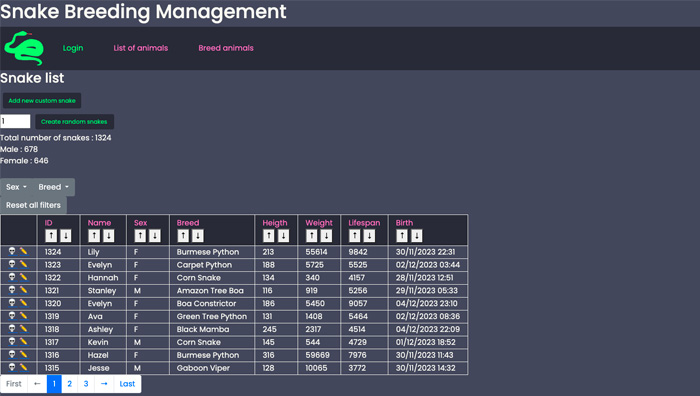 Snake Breeding Management
Login List of animals Breed animals
Snake list
Add new custom snake
1 Create random snakes
Total number of snakes : 1324
Male : 678
Female : 646
Sex Breed
Reset all filters
ID Name Sex Breed Heigth Weight Lifespan Birth
↑ ↓ ↑ ↓ ↑ ↓ ↑ ↓ ↑ ↓ ↑ ↓ ↑ ↓ ↑ ↓
1324 Lily F Burmese Python 213 55614 9842 30/11/2023 22:31
1323 Evelyn F Carpet Python 188 5725 5525 02/12/2023 03:44
1322 Hannah F Corn Snake 134 340 4157 28/11/2023 12:51
1321 Stanley M Amazon Tree Boa 116 919 5256 29/11/2023 05:33
1320 Evelyn F Boa Constrictor 186 5450 9057 04/12/2023 23:10
1319 Ava F Green Tree Python 131 1408 5464 02/12/2023 08:36
1318 Ashley F Black Mamba 245 2317 4514 04/12/2023 22:09
1317 Kevin M Corn Snake 145 544 4729 01/12/2023 18:52
1316 Hazel F Burmese Python 316 59669 7976 30/11/2023 11:43
1315 Jesse M Gaboon Viper 128 10065 3772 30/11/2023 14:32
First ← 1 2 3 → Last